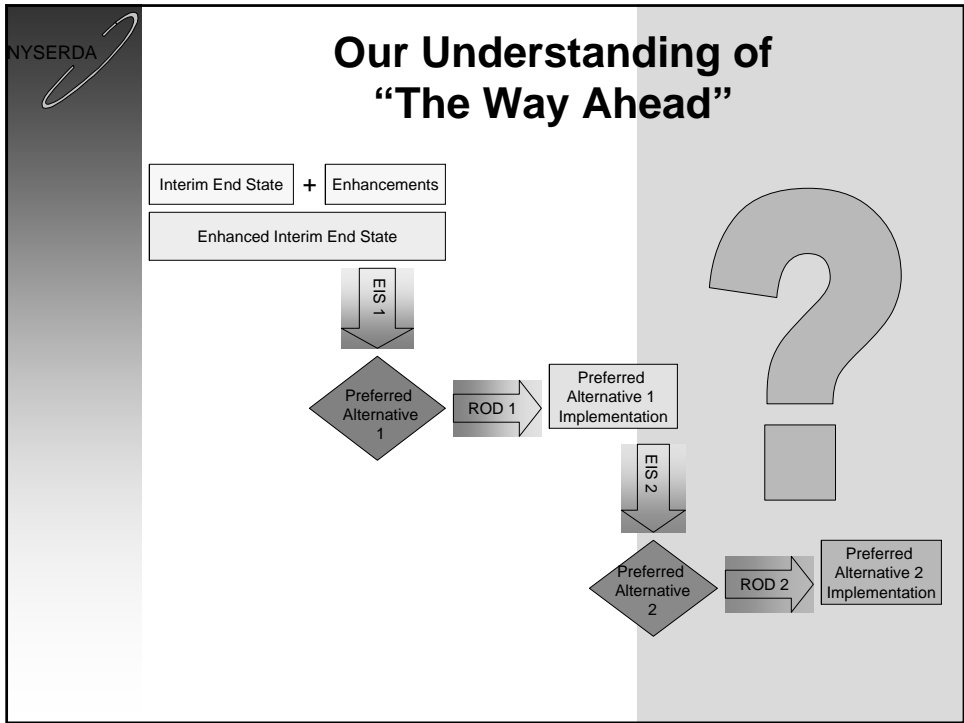 NYSERDA
Our Understanding of
“The Way Ahead”
Interim End State + Enhancements
Enhanced Interim End State
EIS 1
Preferred
Alternative
1
ROD 1
Preferred
Alternative 1
Implementation
EIS 2
Preferred
Alternative
2
ROD 2
Preferred
Alternative 2
Implementation
?